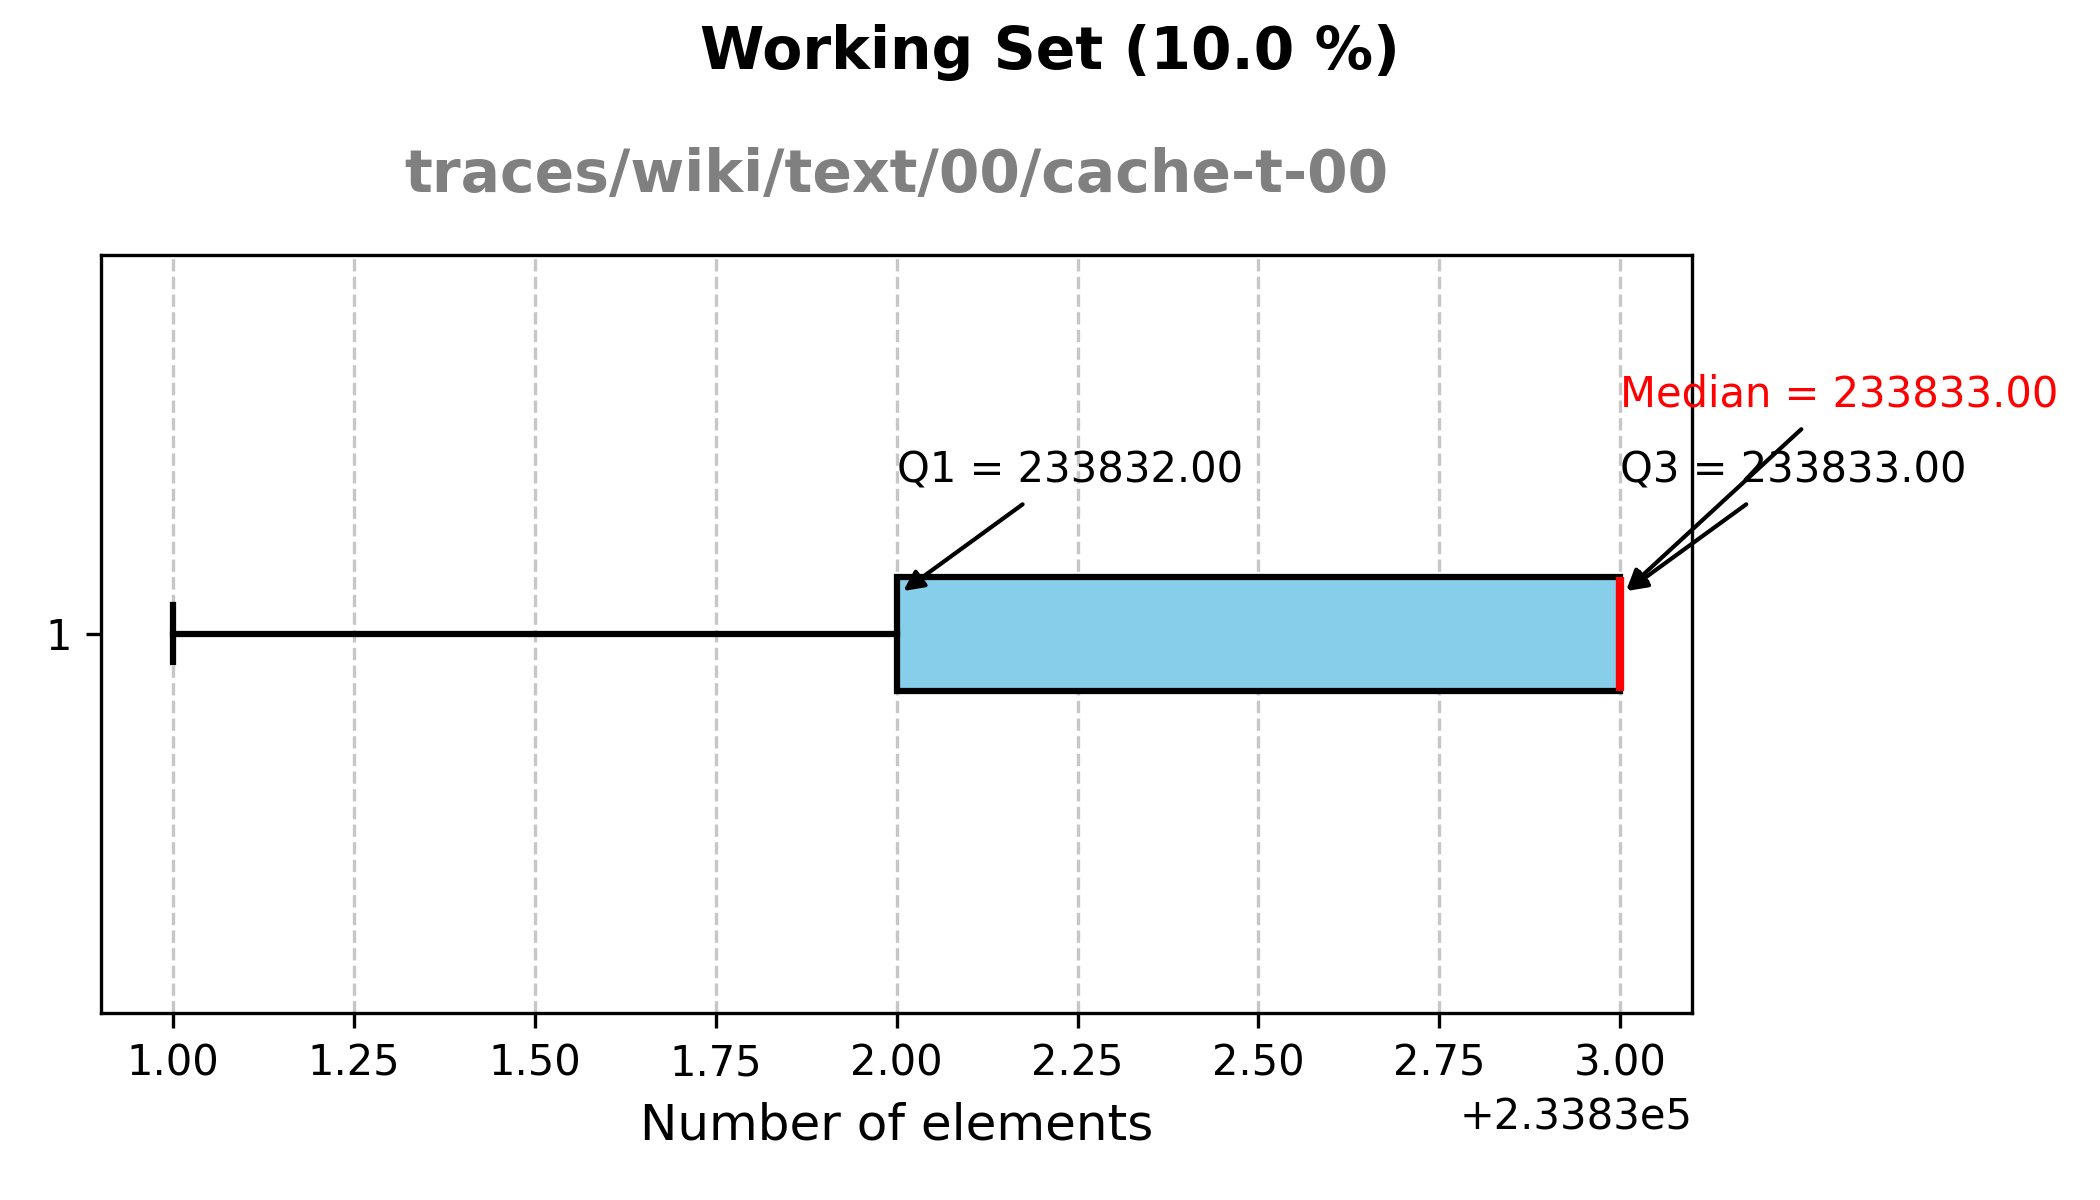 Working Set (10.0 %)
traces/wiki/text/00/cache-t-00
Median = 233833.00
Q1 = 233832.00
Q3 = 233833.00
1
1.00 1.25 1.50 1.75 2.00 2.25 2.50 2.75 3.00
+2.3383e5
Number of elements